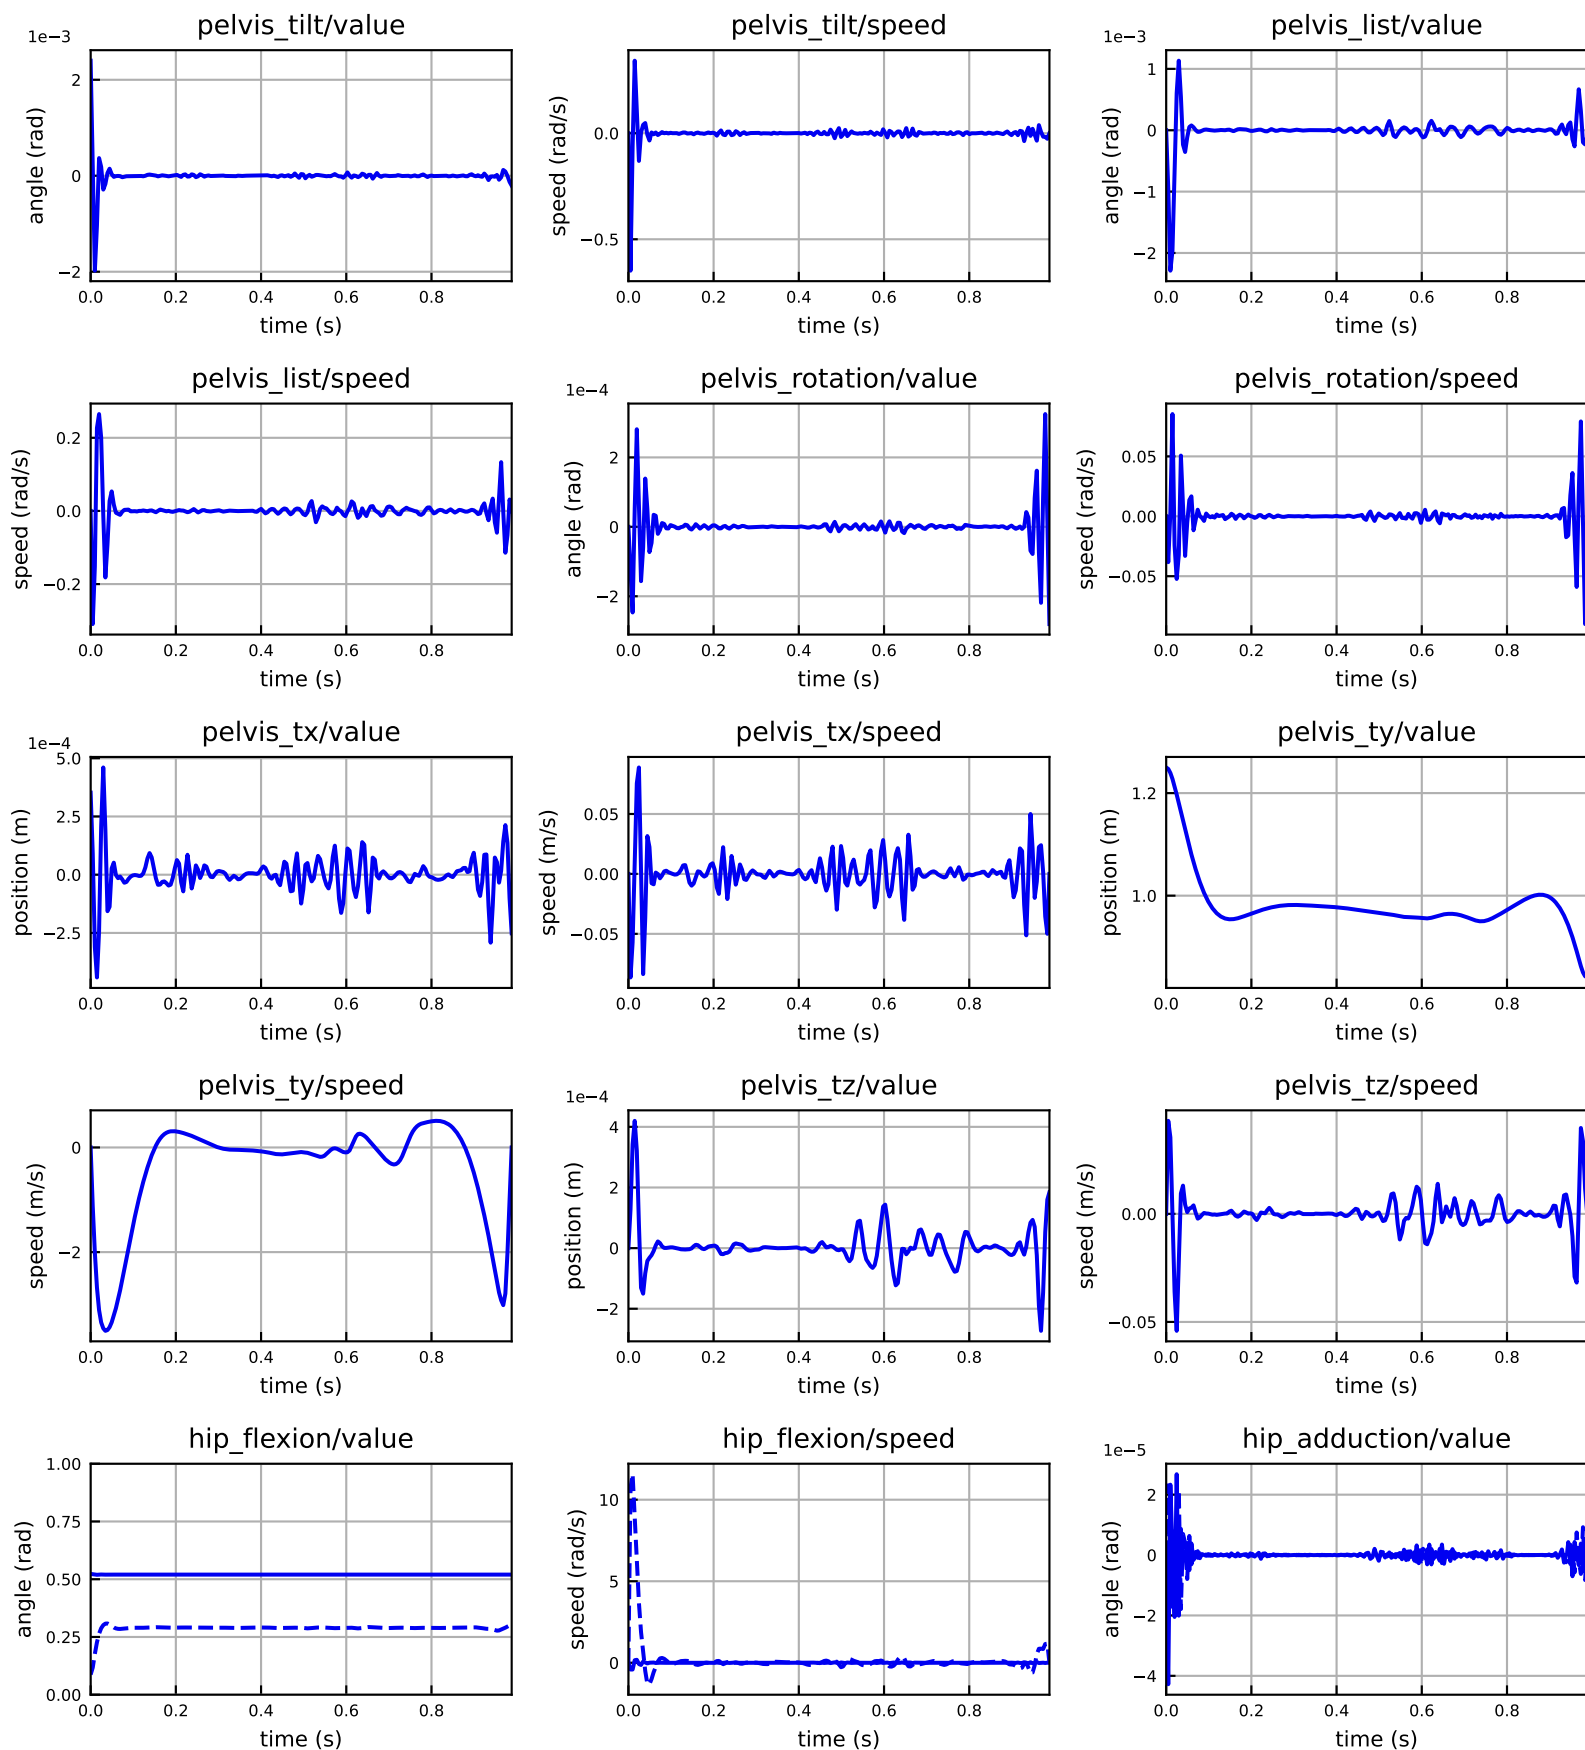 pelvis_tilt/value
1e−3
angle (rad)
2
0
−2
0.0 0.2 0.4 0.6 0.8
time (s)
pelvis_tilt/speed
speed (rad/s)
0.0
−0.5
0.0 0.2 0.4 0.6 0.8
time (s)
pelvis_list/value
1e−3
angle (rad)
1
0
−1
−2
0.0 0.2 0.4 0.6 0.8
time (s)
pelvis_list/speed
speed (rad/s)
0.2
0.0
−0.2
0.0 0.2 0.4 0.6 0.8
time (s)
pelvis_rotation/value
1e−4
angle (rad)
2
0
−2
0.0 0.2 0.4 0.6 0.8
time (s)
pelvis_rotation/speed
speed (rad/s)
0.05
0.00
−0.05
0.0 0.2 0.4 0.6 0.8
time (s)
pelvis_tx/value
1e−4
position (m)
5.0
2.5
0.0
−2.5
0.0 0.2 0.4 0.6 0.8
time (s)
pelvis_tx/speed
speed (m/s)
0.05
0.00
−0.05
0.0 0.2 0.4 0.6 0.8
time (s)
pelvis_ty/value
position (m)
1.2
1.0
0.0 0.2 0.4 0.6 0.8
time (s)
pelvis_ty/speed
speed (m/s)
0
−2
0.0 0.2 0.4 0.6 0.8
time (s)
pelvis_tz/value
1e−4
position (m)
4
2
0
−2
0.0 0.2 0.4 0.6 0.8
time (s)
pelvis_tz/speed
speed (m/s)
0.00
−0.05
0.0 0.2 0.4 0.6 0.8
time (s)
hip_flexion/value
angle (rad)
1.00
0.75
0.50
0.25
0.00
0.0 0.2 0.4 0.6 0.8
time (s)
hip_flexion/speed
speed (rad/s)
10
5
0
0.0 0.2 0.4 0.6 0.8
time (s)
hip_adduction/value
1e−5
angle (rad)
2
0
−2
−4
0.0 0.2 0.4 0.6 0.8
time (s)